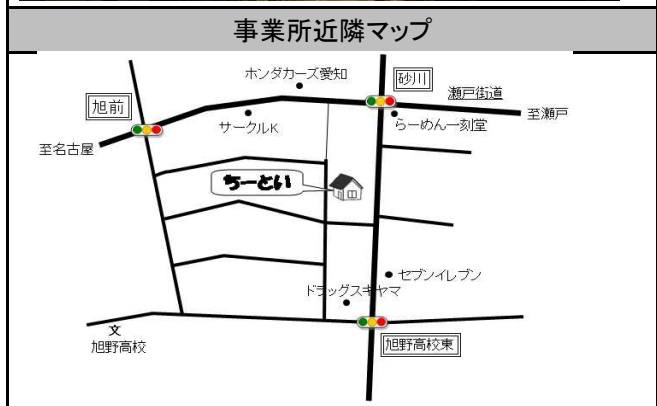 事業所近隣マップ
ホンダカーズ愛知
砂川
瀬戸街道
旭前
サークルK
らーめん一刻堂
至瀬戸
至名古屋
ちーとい
セブンイレブン
ドラッグスギヤマ
文
旭野高校
旭野高校東